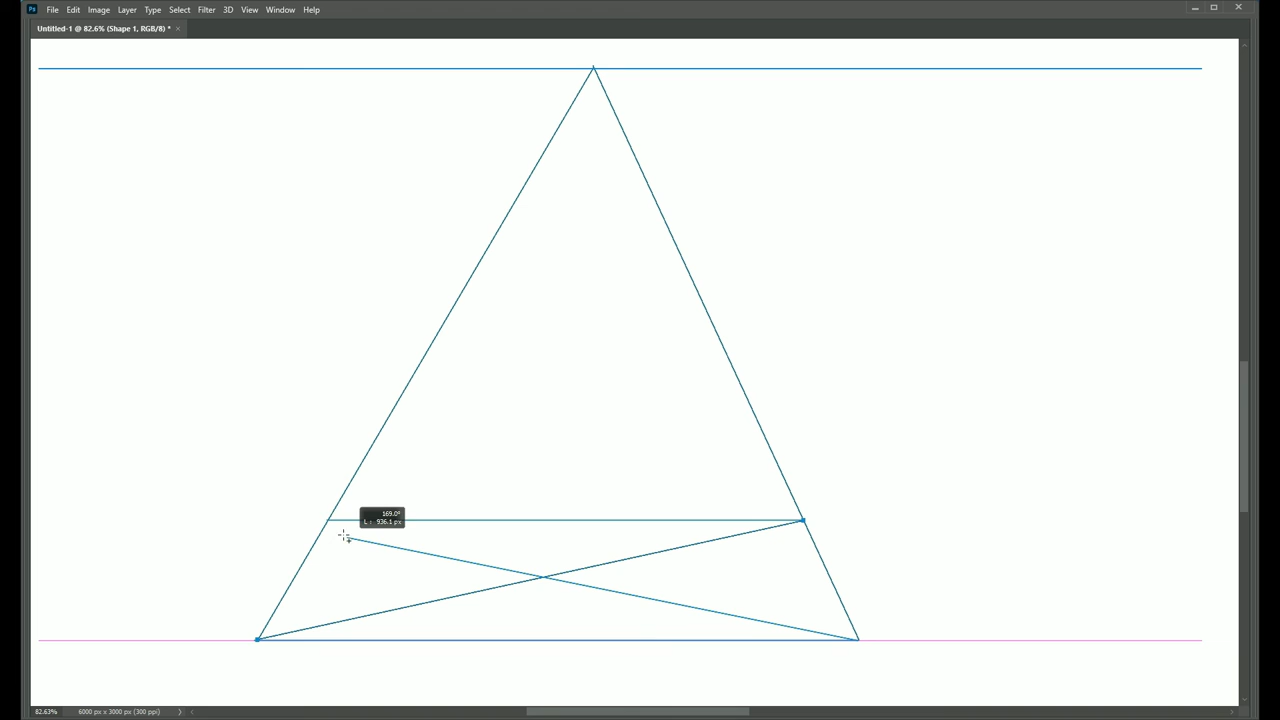 Ps File Edit Image Layer Type Select Filter 3D View Window Help
Untitled-1 @ 82.6% (Shape 1, RGB/8) * ×
169.0°
L : 936.1 px
82.63% 6000 px x 3000 px (300 ppi)